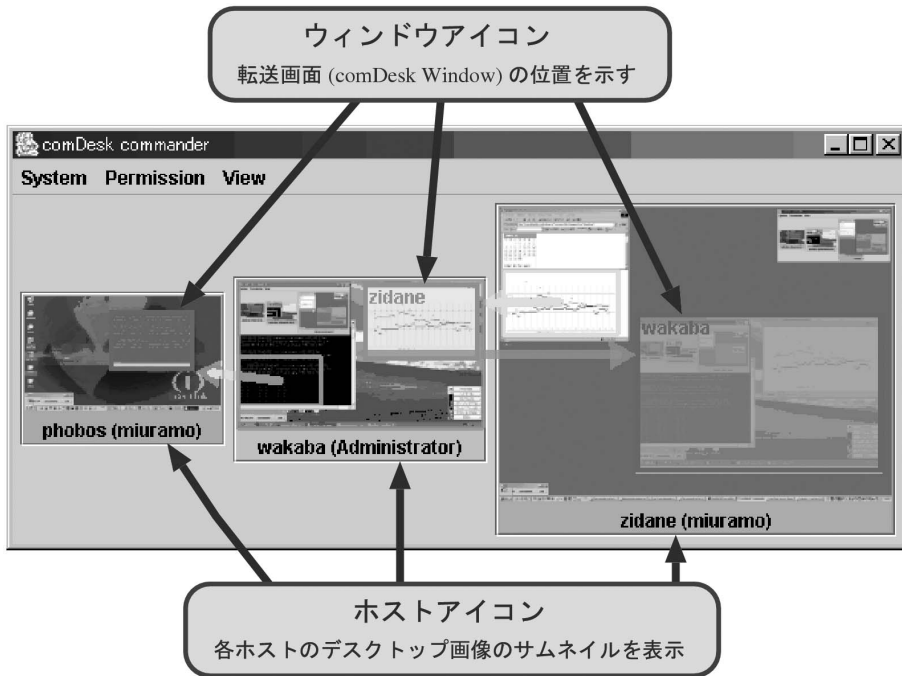 ウィンドウアイコン
転送画面 (comDesk Window) の位置を示す
comDesk commander
System Permission View
zidane
wakaba
phobos (miuramo)
wakaba (Administrator)
zidane (miuramo)
ホストアイコン
各ホストのデスクトップ画像のサムネイルを表示